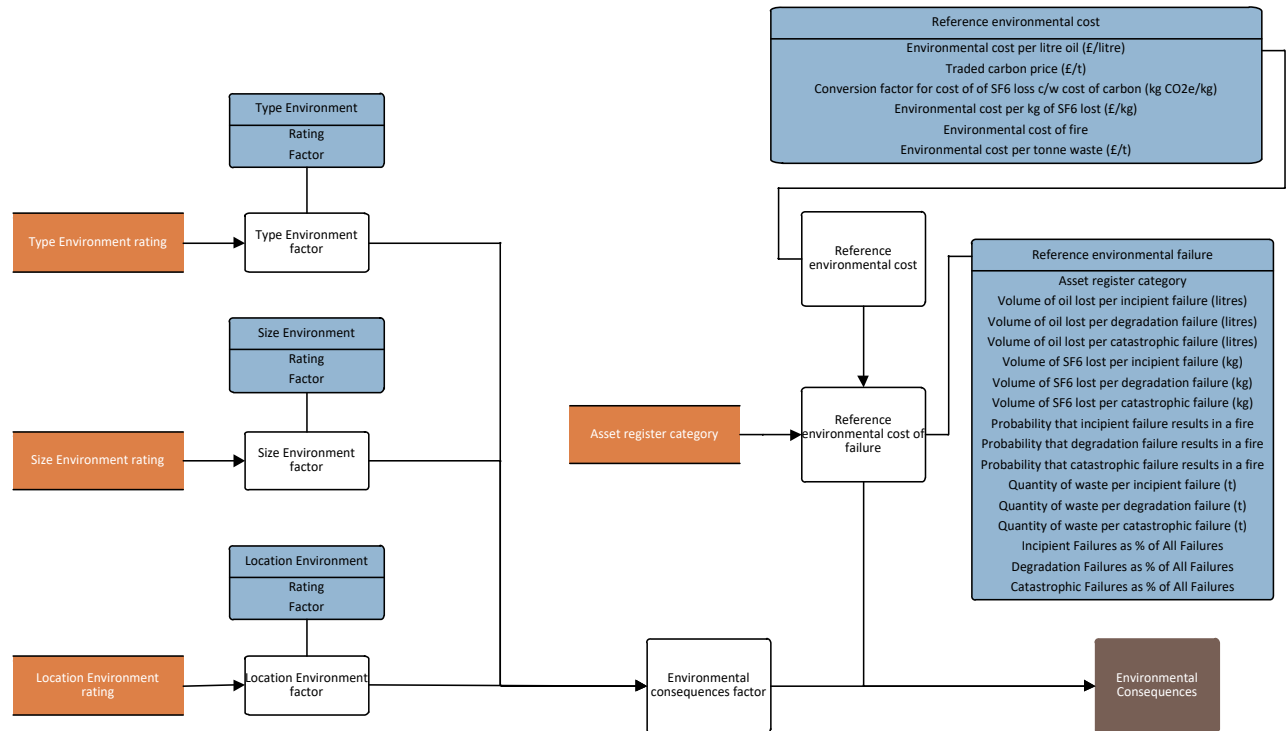 Reference environmental cost
Environmental cost per litre oil (£/litre)
Traded carbon price (£/t)
Conversion factor for cost of of SF6 loss c/w cost of carbon (kg CO2e/kg)
Environmental cost per kg of SF6 lost (£/kg)
Environmental cost of fire
Environmental cost per tonne waste (£/t)
Type Environment
Rating
Factor
Type Environment rating
Type Environment
factor
Reference
environmental cost
Reference environmental failure
Asset register category
Volume of oil lost per incipient failure (litres)
Volume of oil lost per degradation failure (litres)
Volume of oil lost per catastrophic failure (litres)
Volume of SF6 lost per incipient failure (kg)
Volume of SF6 lost per degradation failure (kg)
Volume of SF6 lost per catastrophic failure (kg)
Probability that incipient failure results in a fire
Probability that degradation failure results in a fire
Probability that catastrophic failure results in a fire
Quantity of waste per incipient failure (t)
Quantity of waste per degradation failure (t)
Quantity of waste per catastrophic failure (t)
Incipient Failures as % of All Failures
Degradation Failures as % of All Failures
Catastrophic Failures as % of All Failures
Size Environment
Rating
Factor
Size Environment rating
Size Environment
factor
Asset register category
Reference
environmental cost of
failure
Location Environment
Rating
Factor
Location Environment
rating
Location Environment
factor
Environmental
consequences factor
Environmental
Consequences